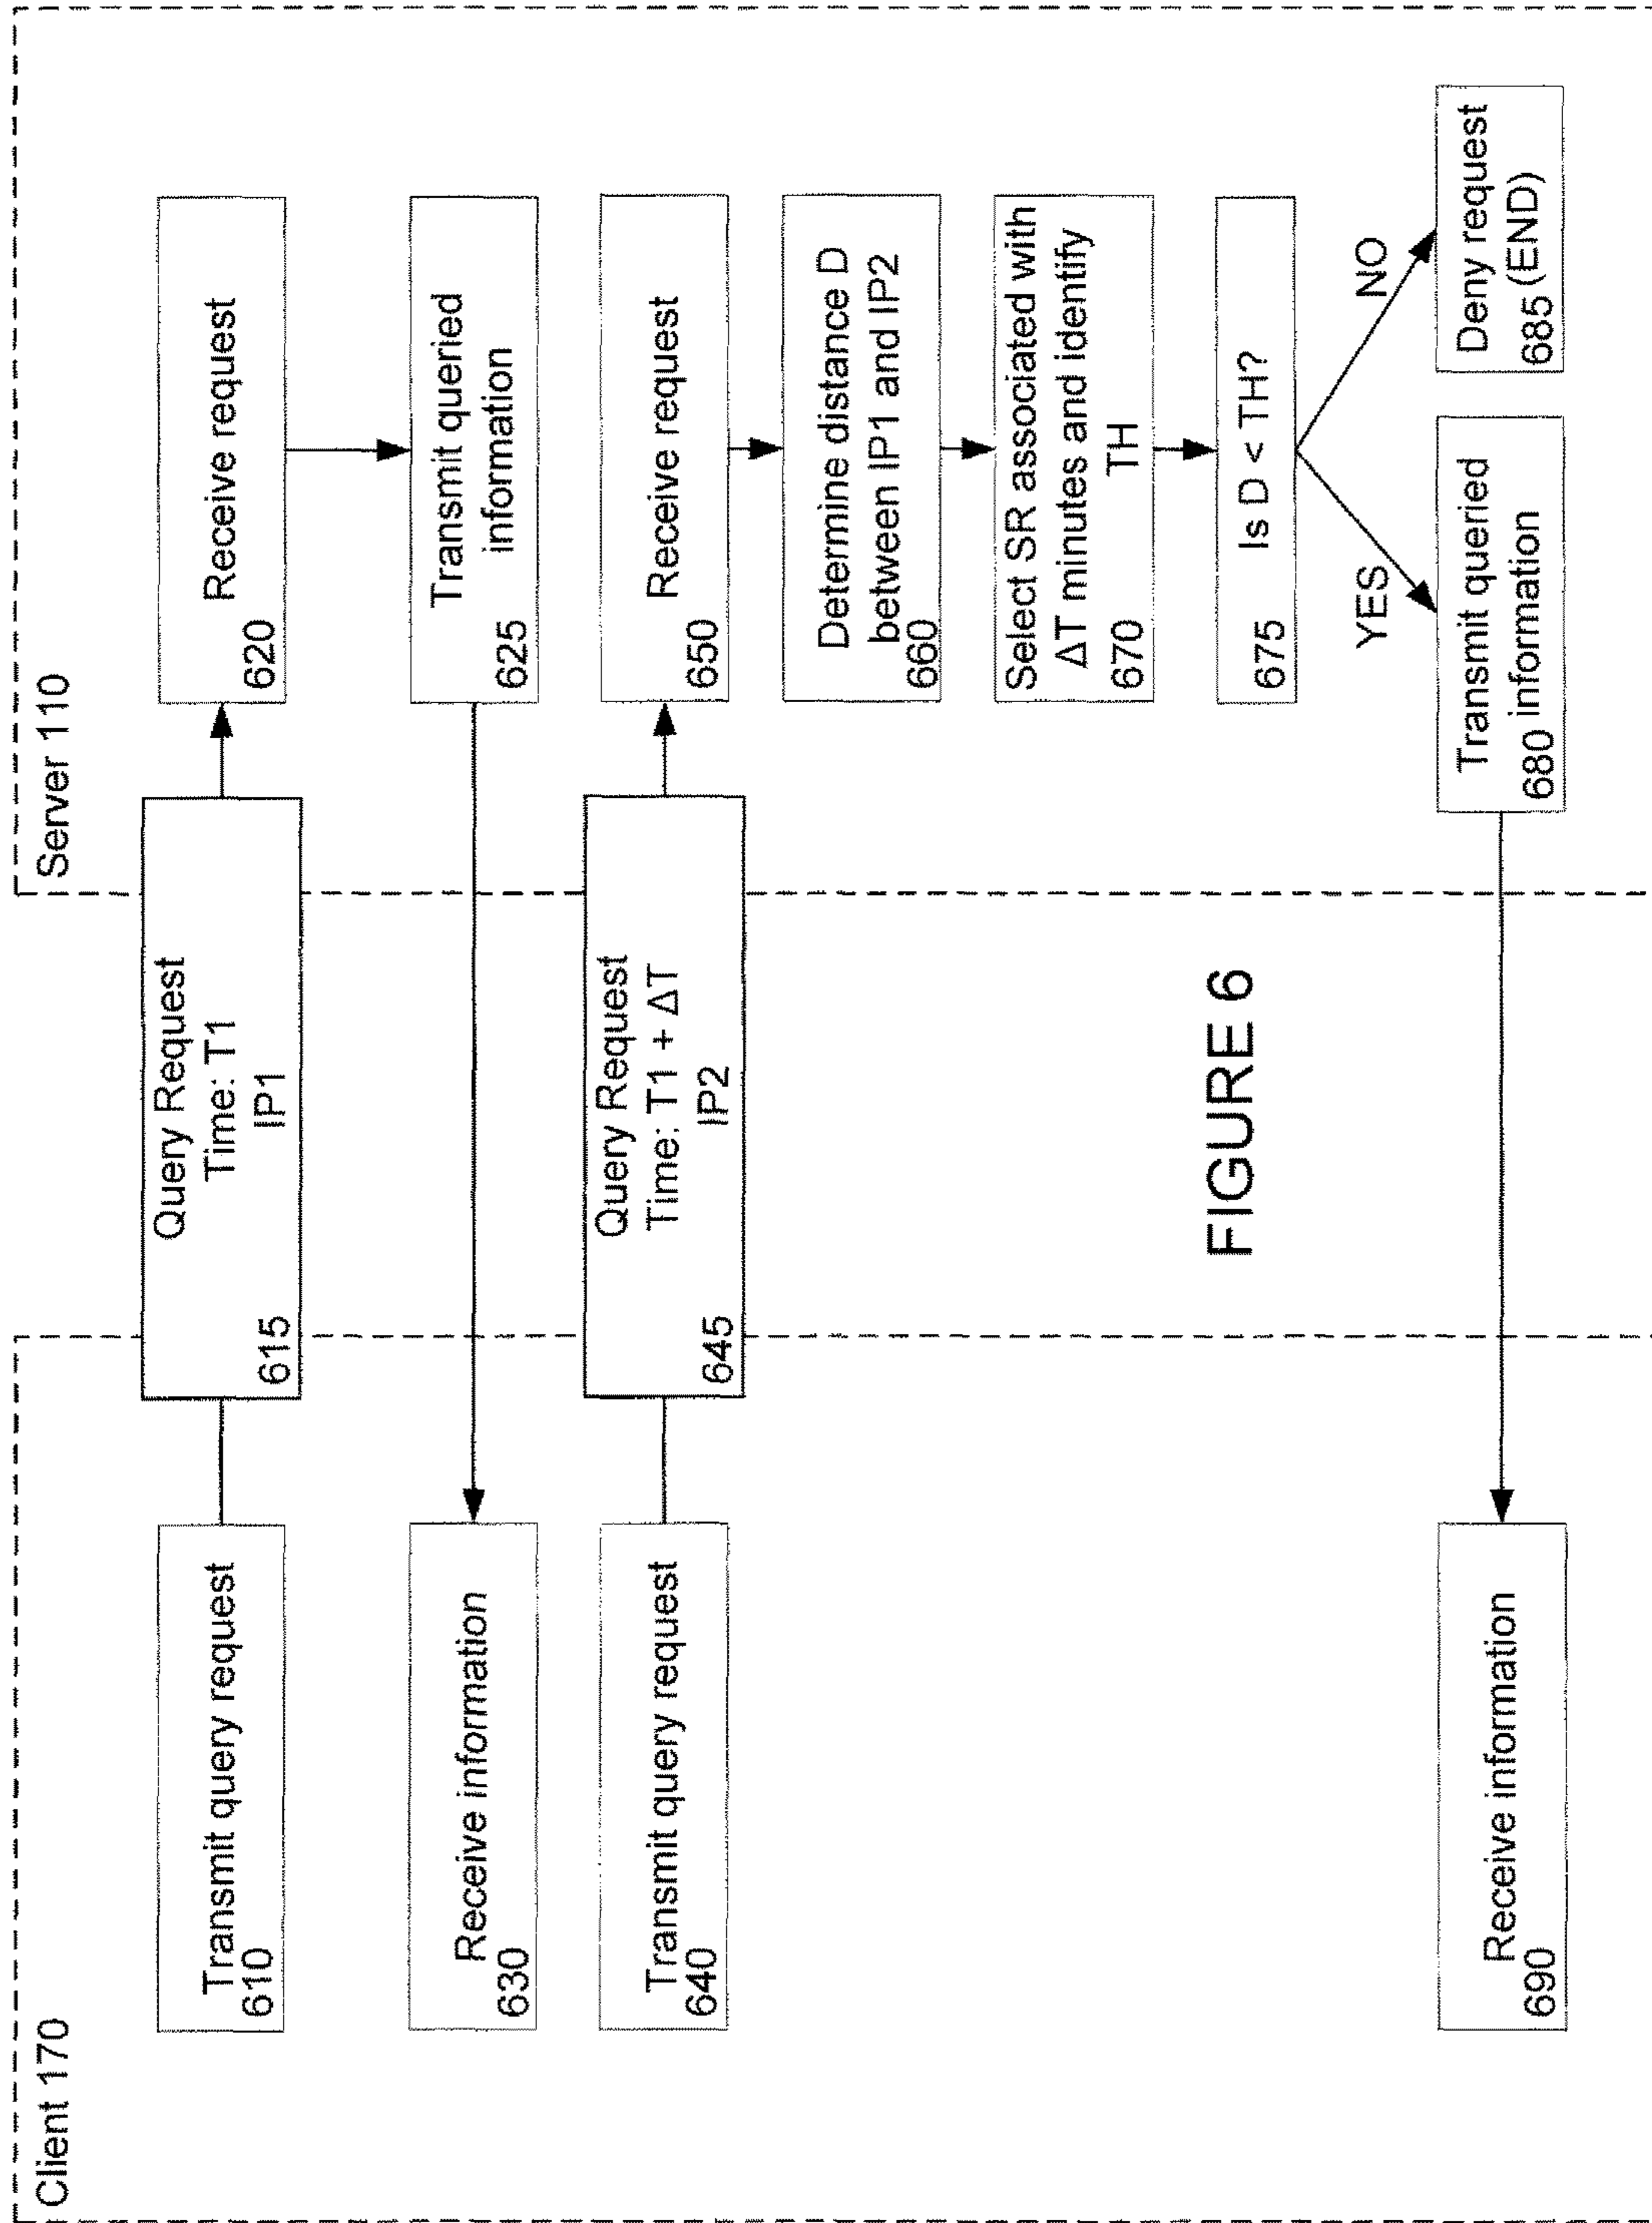 Client 170
Server 110
Transmit query request
610
Query Request
Time: T1
IP1
615
Receive request
620
Transmit queried
information
625
Receive information
630
Transmit query request
640
Query Request
Time: T1 + ΔT
IP2
645
Receive request
650
Determine distance D
between IP1 and IP2
660
Select SR associated with
ΔT minutes and identify
TH
670
Is D < TH?
675
YES
NO
Transmit queried
680 information
Deny request
685 (END)
Receive information
690
FIGURE 6